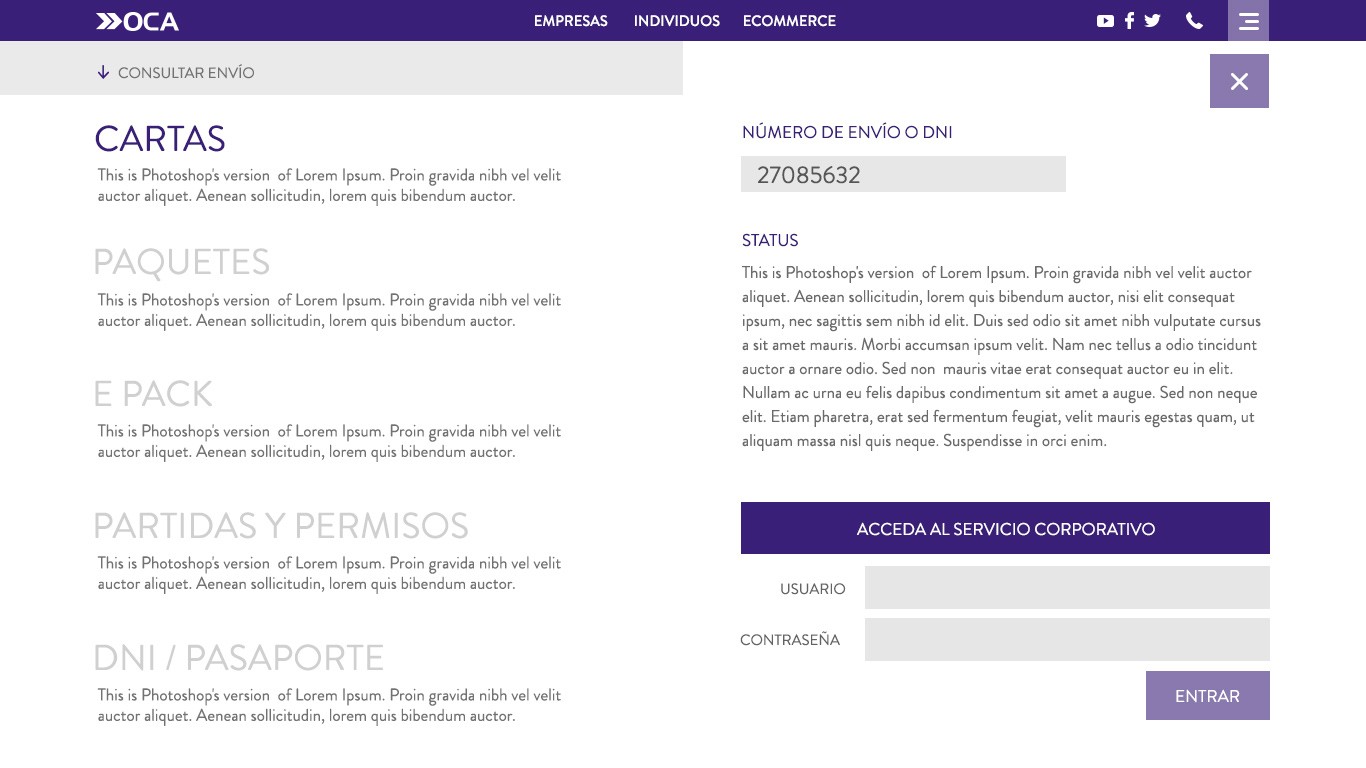 OCA
EMPRESAS INDIVIDUOS ECOMMERCE
CONSULTAR ENVÍO
CARTAS
This is Photoshop's version of Lorem Ipsum. Proin gravida nibh vel velit
auctor aliquet. Aenean sollicitudin, lorem quis bibendum auctor.
PAQUETES
This is Photoshop's version of Lorem Ipsum. Proin gravida nibh vel velit
auctor aliquet. Aenean sollicitudin, lorem quis bibendum auctor.
E PACK
This is Photoshop's version of Lorem Ipsum. Proin gravida nibh vel velit
auctor aliquet. Aenean sollicitudin, lorem quis bibendum auctor.
PARTIDAS Y PERMISOS
This is Photoshop's version of Lorem Ipsum. Proin gravida nibh vel velit
auctor aliquet. Aenean sollicitudin, lorem quis bibendum auctor.
DNI / PASAPORTE
This is Photoshop's version of Lorem Ipsum. Proin gravida nibh vel velit
auctor aliquet. Aenean sollicitudin, lorem quis bibendum auctor.
NÚMERO DE ENVÍO O DNI
27085632
STATUS
This is Photoshop's version of Lorem Ipsum. Proin gravida nibh vel velit auctor
aliquet. Aenean sollicitudin, lorem quis bibendum auctor, nisi elit consequat
ipsum, nec sagittis sem nibh id elit. Duis sed odio sit amet nibh vulputate cursus
a sit amet mauris. Morbi accumsan ipsum velit. Nam nec tellus a odio tincidunt
auctor a ornare odio. Sed non mauris vitae erat consequat auctor eu in elit.
Nullam ac urna eu felis dapibus condimentum sit amet a augue. Sed non neque
elit. Etiam pharetra, erat sed fermentum feugiat, velit mauris egestas quam, ut
aliquam massa nisl quis neque. Suspendisse in orci enim.
ACCEDA AL SERVICIO CORPORATIVO
USUARIO
CONTRASEÑA
ENTRAR